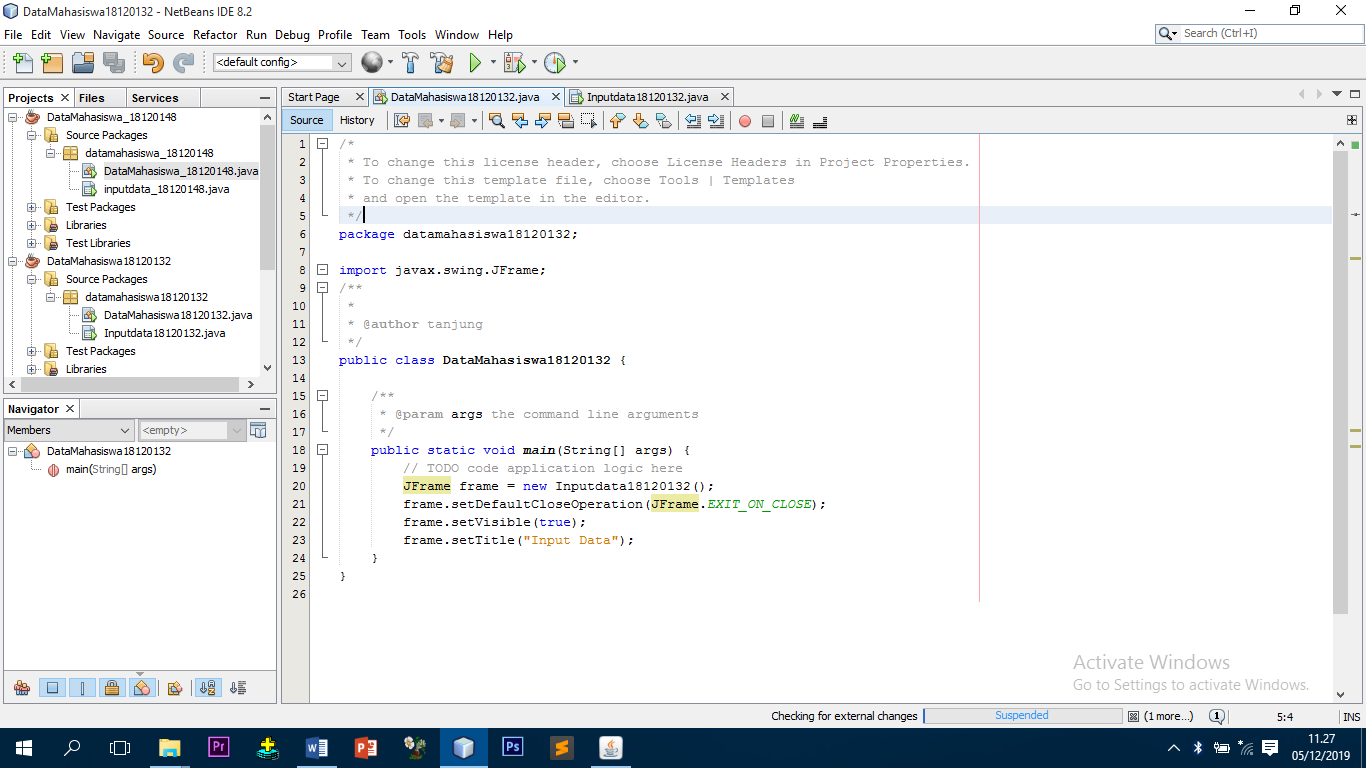 DataMahasiswa18120132 - NetBeans IDE 8.2
File Edit View Navigate Source Refactor Run Debug Profile Team Tools Window Help
Search (Ctrl+I)
<default config>
Projects Files Services
DataMahasiswa_18120148
Source Packages
datamahasiswa_18120148
DataMahasiswa_18120148.java
inputdata_18120148.java
Test Packages
Libraries
Test Libraries
DataMahasiswa18120132
Source Packages
datamahasiswa18120132
DataMahasiswa18120132.java
Inputdata18120132.java
Test Packages
Libraries
Navigator
Members <empty>
DataMahasiswa18120132
main(String[] args)
Start Page DataMahasiswa18120132.java Inputdata18120132.java
Source History
1 /*
2 * To change this license header, choose License Headers in Project Properties.
3 * To change this template file, choose Tools | Templates
4 * and open the template in the editor.
5 */
6 package datamahasiswa18120132;
7
8 import javax.swing.JFrame;
9 /**
10 *
11 * @author tanjung
12 */
13 public class DataMahasiswa18120132 {
14
15 /**
16 * @param args the command line arguments
17 */
18 public static void main(String[] args) {
19 // TODO code application logic here
20 JFrame frame = new Inputdata18120132();
21 frame.setDefaultCloseOperation(JFrame.EXIT_ON_CLOSE);
22 frame.setVisible(true);
23 frame.setTitle("Input Data");
24 }
25 }
26
Activate Windows
Go to Settings to activate Windows.
Checking for external changes Suspended (1 more...) 1 5:4 INS
Pr W P Ps S
11.27
05/12/2019